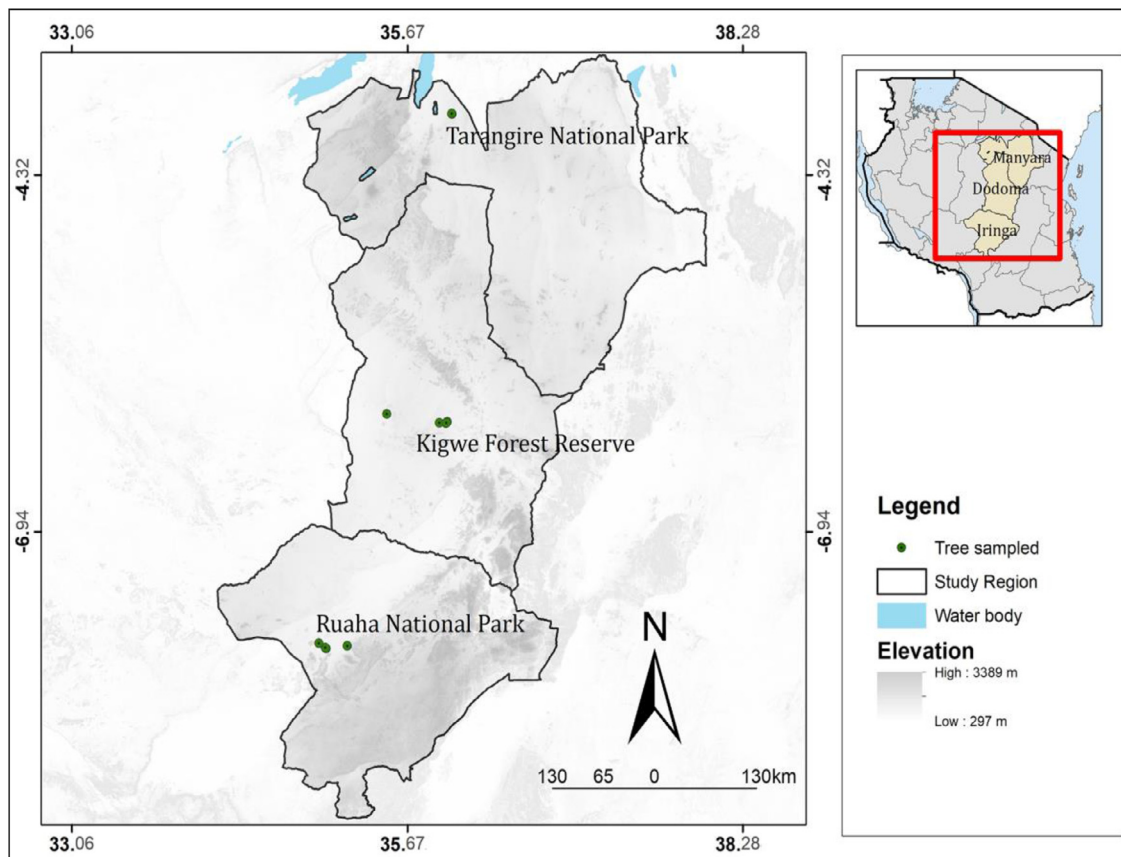 33.06 35.67 38.28
Tarangire National Park
-4.32 -4.32
Kigwe Forest Reserve
-6.94 -6.94
Ruaha National Park
N
130 65 0 130km
33.06 35.67 38.28
Manyara
Dodoma
Iringa
Legend
Tree sampled
Study Region
Water body
Elevation
High : 3389 m
Low : 297 m